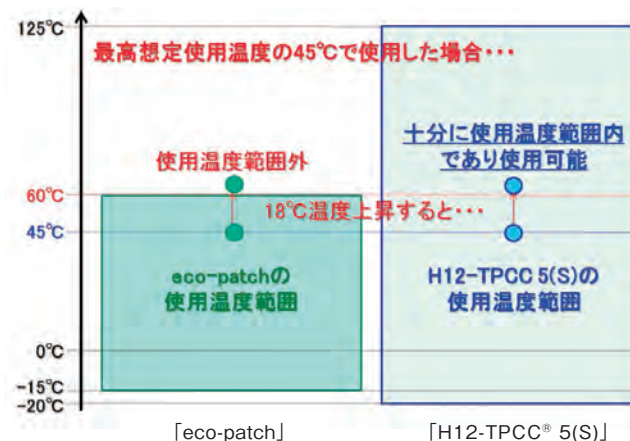 125℃
最高想定使用温度の45℃で使用した場合・・・
十分に使用温度範囲内
であり使用可能
使用温度範囲外
60℃
18℃温度上昇すると・・・
45℃
eco-patchの
使用温度範囲
H12-TPCC 5(S)の
使用温度範囲
0℃
-15℃
-20℃
「eco-patch」
「H12-TPCC® 5(S)」